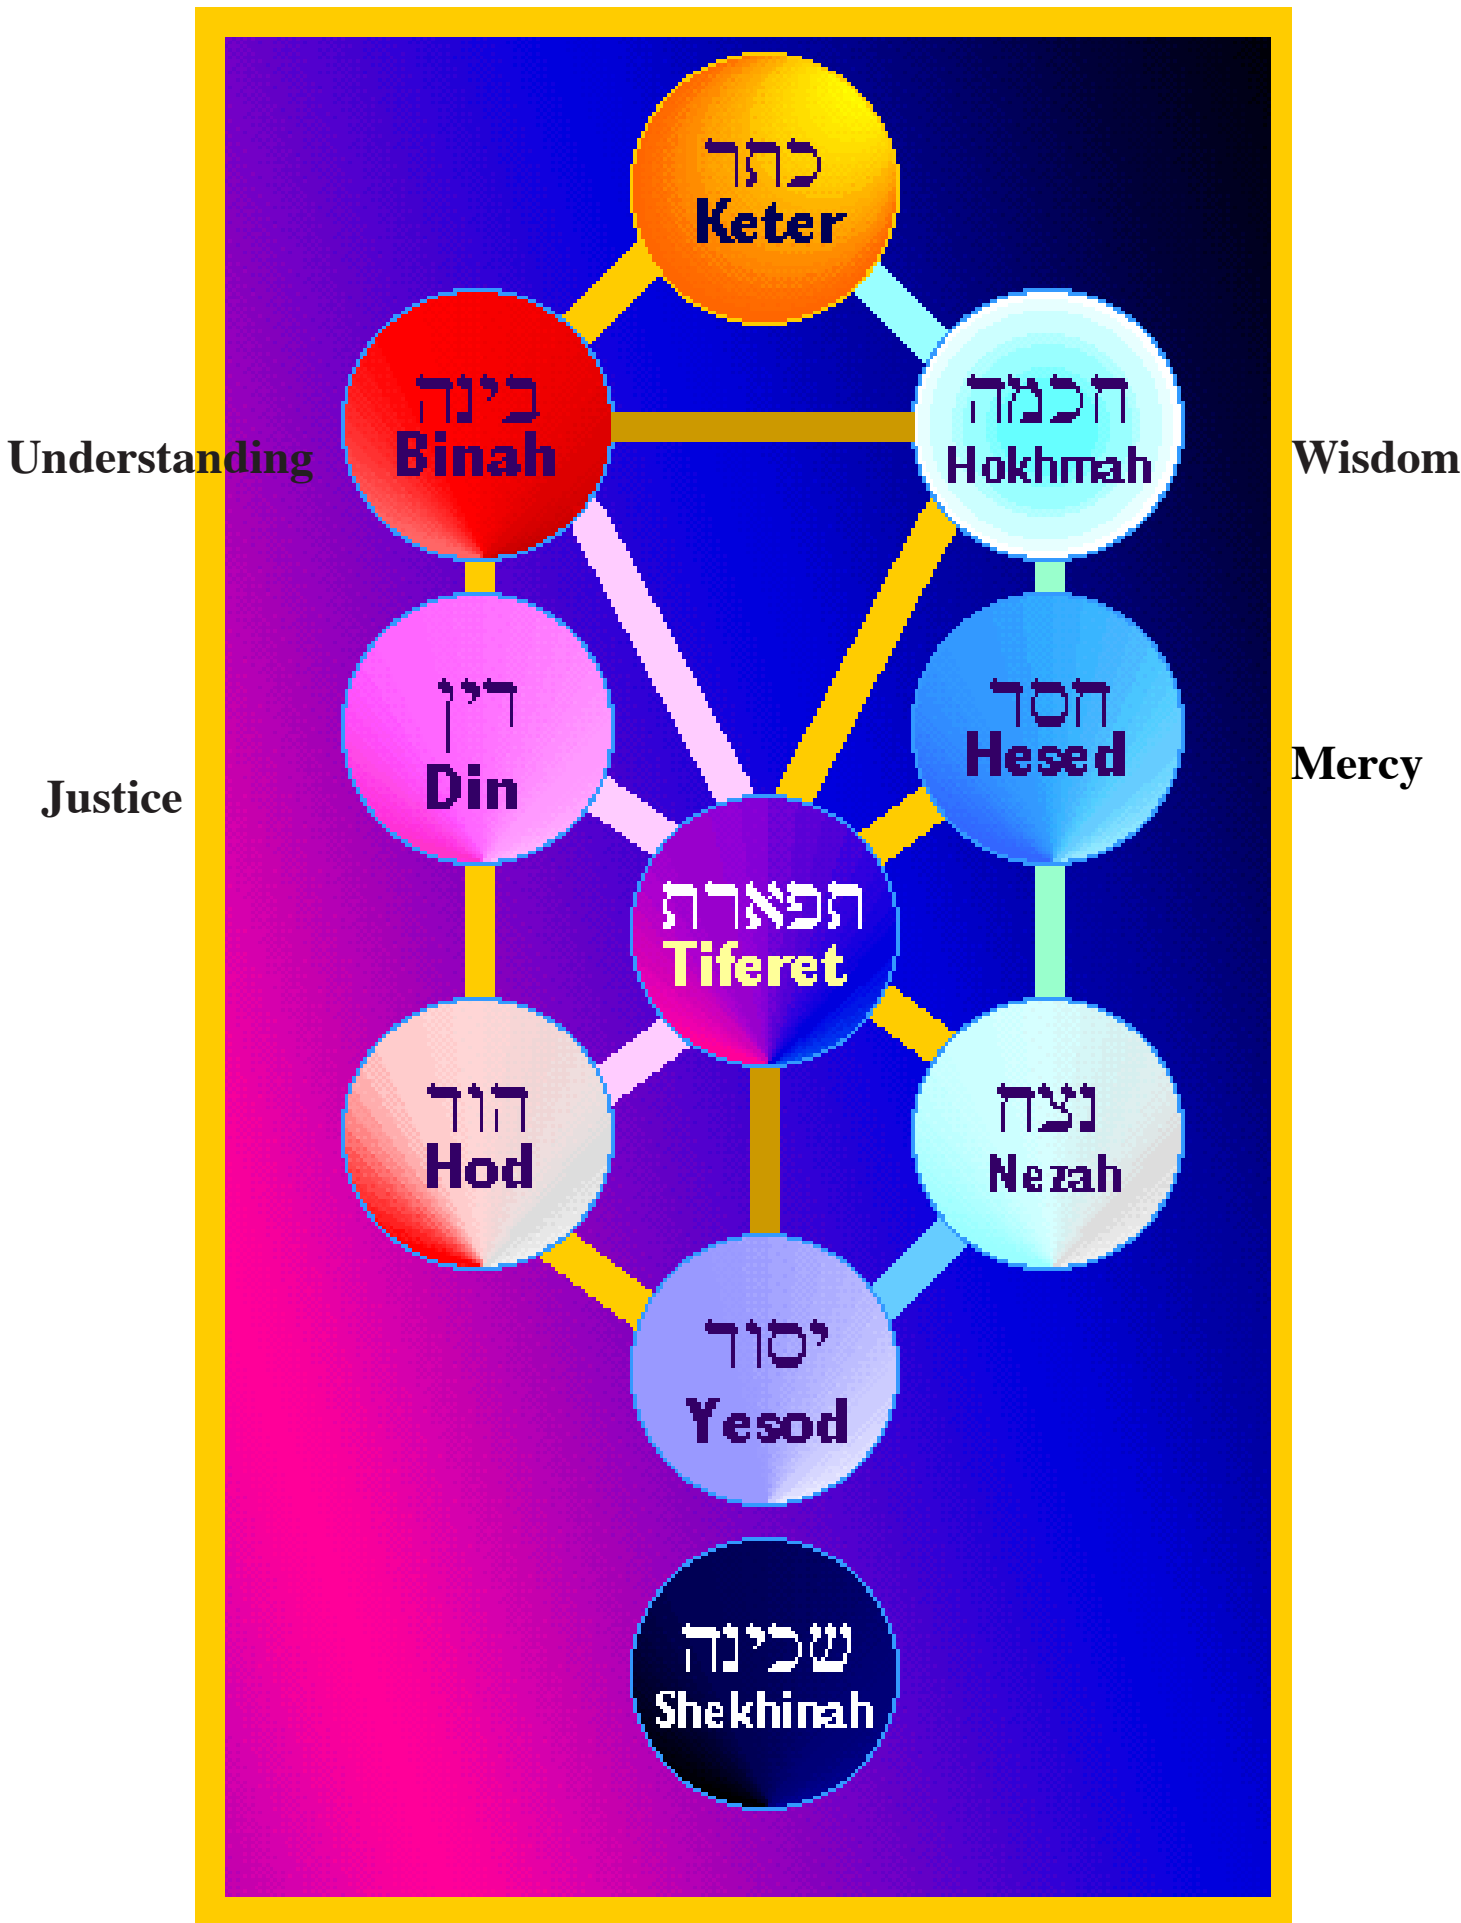 כתר
Keter
בינה
Binah
חכמה
Hokhmah
Understanding
Wisdom
דין
Din
חסד
Hesed
Justice
Mercy
תפארת
Tiferet
הוד
Hod
נצח
Nezah
יסוד
Yesod
שכינה
Shekhinah